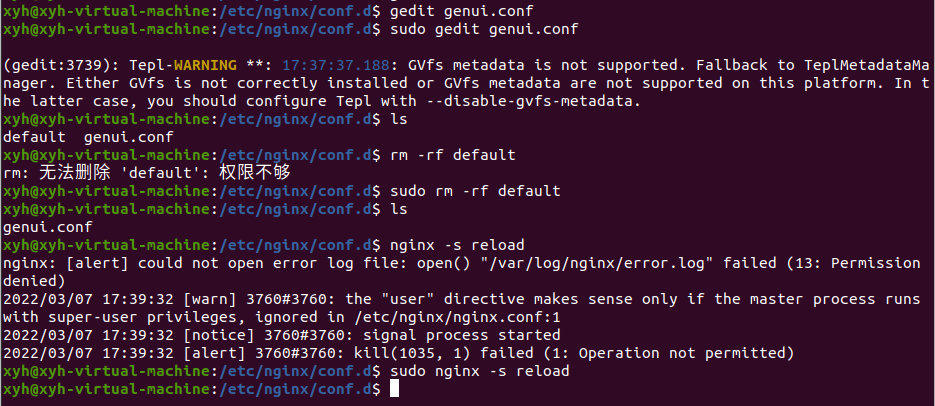 xyh@xyh-virtual-machine:/etc/nginx/conf.d$ gedit genui.conf
xyh@xyh-virtual-machine:/etc/nginx/conf.d$ sudo gedit genui.conf
(gedit:3739): Tepl-WARNING **: 17:37:37.188: GVfs metadata is not supported. Fallback to TeplMetadataMa
nager. Either GVfs is not correctly installed or GVfs metadata are not supported on this platform. In t
he latter case, you should configure Tepl with --disable-gvfs-metadata.
xyh@xyh-virtual-machine:/etc/nginx/conf.d$ ls
default  genui.conf
xyh@xyh-virtual-machine:/etc/nginx/conf.d$ rm -rf default
rm: 无法删除 'default': 权限不够
xyh@xyh-virtual-machine:/etc/nginx/conf.d$ sudo rm -rf default
xyh@xyh-virtual-machine:/etc/nginx/conf.d$ ls
genui.conf
xyh@xyh-virtual-machine:/etc/nginx/conf.d$ nginx -s reload
nginx: [alert] could not open error log file: open() "/var/log/nginx/error.log" failed (13: Permission
denied)
2022/03/07 17:39:32 [warn] 3760#3760: the "user" directive makes sense only if the master process runs
with super-user privileges, ignored in /etc/nginx/nginx.conf:1
2022/03/07 17:39:32 [notice] 3760#3760: signal process started
2022/03/07 17:39:32 [alert] 3760#3760: kill(1035, 1) failed (1: Operation not permitted)
xyh@xyh-virtual-machine:/etc/nginx/conf.d$ sudo nginx -s reload
xyh@xyh-virtual-machine:/etc/nginx/conf.d$